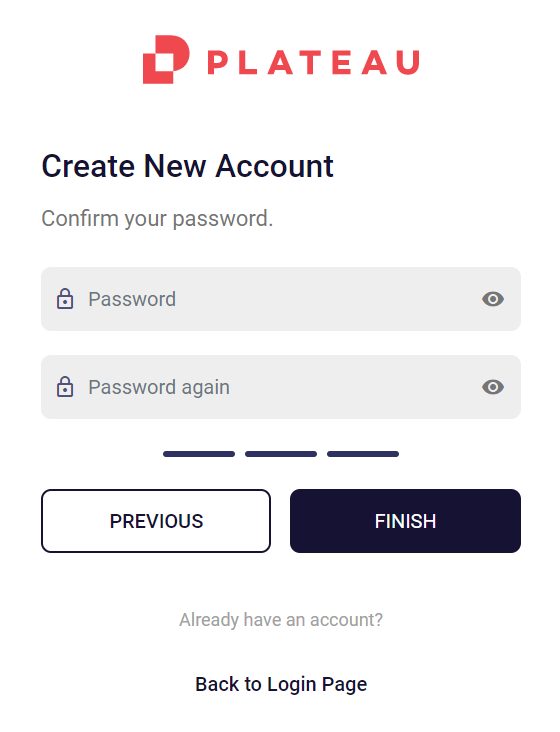 PLATEAU
Create New Account
Confirm your password.
Password
Password again
PREVIOUS
FINISH
Already have an account?
Back to Login Page